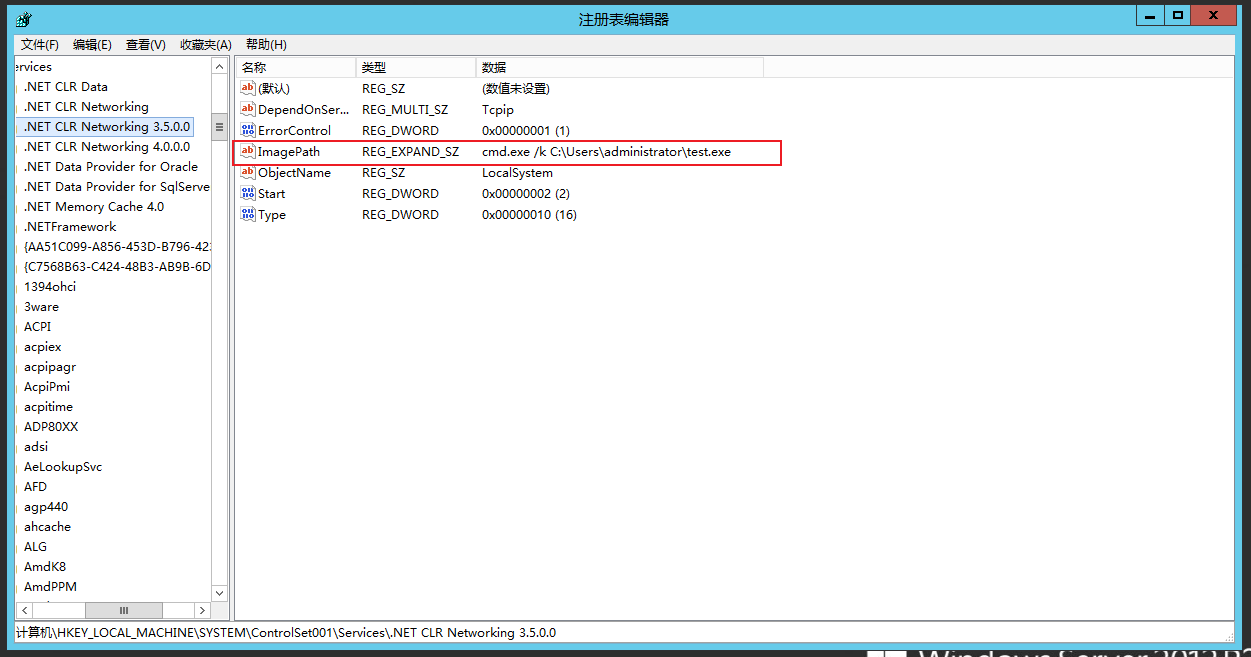 注册表编辑器
文件(F) 编辑(E) 查看(V) 收藏夹(A) 帮助(H)
ervices
.NET CLR Data
.NET CLR Networking
.NET CLR Networking 3.5.0.0
.NET CLR Networking 4.0.0.0
.NET Data Provider for Oracle
.NET Data Provider for SqlServe
.NET Memory Cache 4.0
.NETFramework
{AA51C099-A856-453D-B796-42
{C7568B63-C424-48B3-AB9B-6D
1394ohci
3ware
ACPI
acpiex
acpipagr
AcpiPmi
acpitime
ADP80XX
adsi
AeLookupSvc
AFD
agp440
ahcache
ALG
AmdK8
AmdPPM
名称 类型 数据
(默认) REG_SZ (数值未设置)
DependOnSer... REG_MULTI_SZ Tcpip
ErrorControl REG_DWORD 0x00000001 (1)
ImagePath REG_EXPAND_SZ cmd.exe /k C:\Users\administrator\test.exe
ObjectName REG_SZ LocalSystem
Start REG_DWORD 0x00000002 (2)
Type REG_DWORD 0x00000010 (16)
计算机\HKEY_LOCAL_MACHINE\SYSTEM\ControlSet001\Services\.NET CLR Networking 3.5.0.0
Windows Server 2012 R2